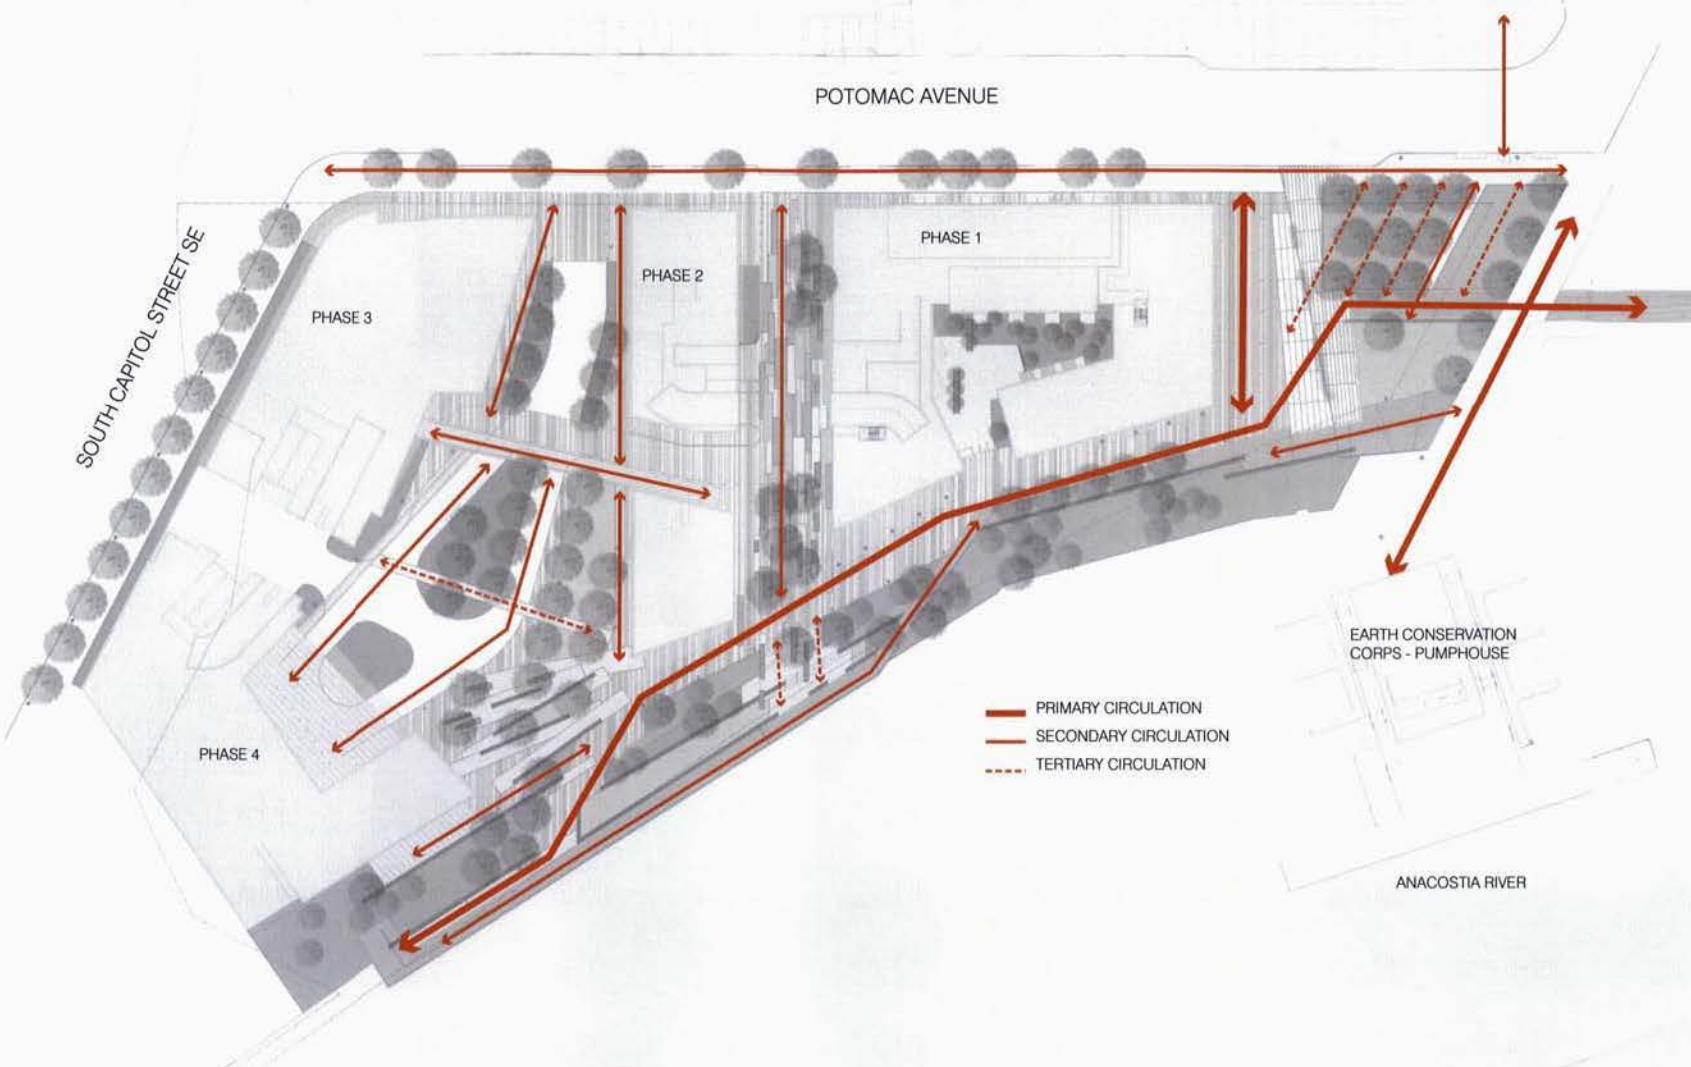 POTOMAC AVENUE
SOUTH CAPITOL STREET SE
PHASE 1
PHASE 2
PHASE 3
PHASE 4
EARTH CONSERVATION
CORPS - PUMPHOUSE
PRIMARY CIRCULATION
SECONDARY CIRCULATION
TERTIARY CIRCULATION
ANACOSTIA RIVER